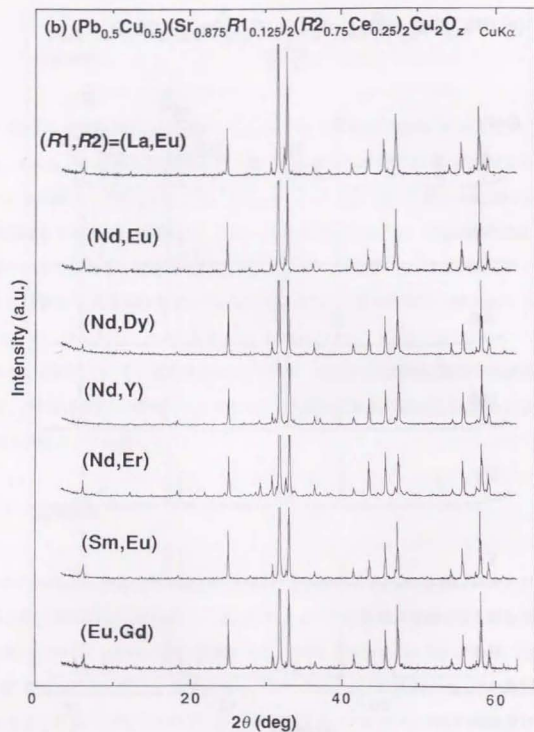 (b) (Pb0.5Cu0.5)(Sr0.875R10.125)2(R20.75Ce0.25)2Cu2Oz CuKα
(R1,R2)=(La,Eu)
(Nd,Eu)
(Nd,Dy)
(Nd,Y)
(Nd,Er)
(Sm,Eu)
(Eu,Gd)
Intensity (a.u.)
0 20 40 60
2θ (deg)